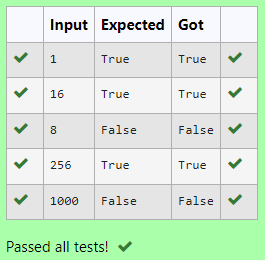 Input Expected Got
1 True True
16 True True
8 False False
256 True True
1000 False False
Passed all tests!